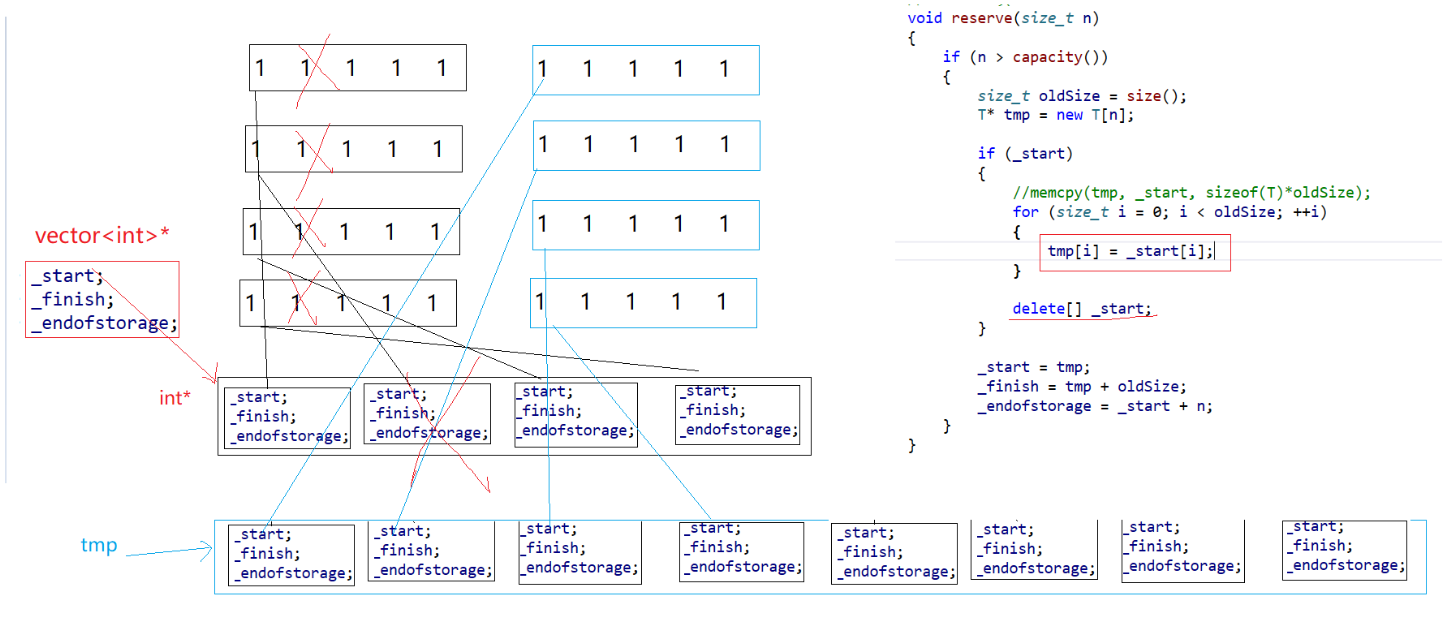 void reserve(size_t n)
{
if (n > capacity())
{
size_t oldSize = size();
T* tmp = new T[n];
if (_start)
{
//memcpy(tmp, _start, sizeof(T)*oldSize);
for (size_t i = 0; i < oldSize; ++i)
{
tmp[i] = _start[i];
}
delete[] _start;
}
_start = tmp;
_finish = tmp + oldSize;
_endofstorage = _start + n;
}
}
1 1 1 1 1
1 1 1 1 1
1 1 1 1 1
1 1 1 1 1
1 1 1 1 1
1 1 1 1 1
1 1 1 1 1
1 1 1 1 1
vector<int>*
_start;
_finish;
_endofstorage;
int*
_start;
_finish;
_endofstorage;
_start;
_finish;
_endofstorage;
_start;
_finish;
_endofstorage;
_start;
_finish;
_endofstorage;
tmp
_start;
_finish;
_endofstorage;
_start;
_finish;
_endofstorage;
_start;
_finish;
_endofstorage;
_start;
_finish;
_endofstorage;
_start;
_finish;
_endofstorage;
_start;
_finish;
_endofstorage;
_start;
_finish;
_endofstorage;
_start;
_finish;
_endofstorage;